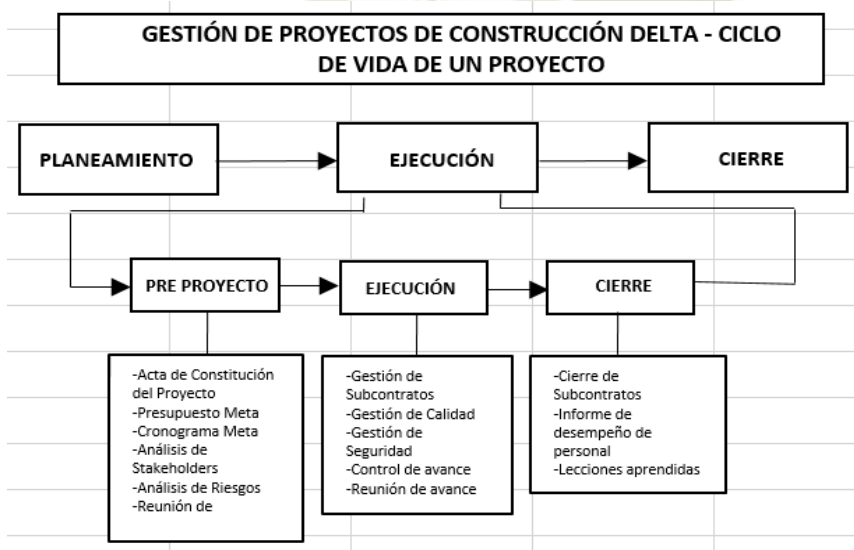 GESTIÓN DE PROYECTOS DE CONSTRUCCIÓN DELTA - CICLO
DE VIDA DE UN PROYECTO
PLANEAMIENTO
EJECUCIÓN
CIERRE
PRE PROYECTO
EJECUCIÓN
CIERRE
-Acta de Constitución
del Proyecto
-Presupuesto Meta
-Cronograma Meta
-Análisis de
Stakeholders
-Análisis de Riesgos
-Reunión de
-Gestión de
Subcontratos
-Gestión de Calidad
-Gestión de
Seguridad
-Control de avance
-Reunión de avance
-Cierre de
Subcontratos
-Informe de
desempeño de
personal
-Lecciones aprendidas